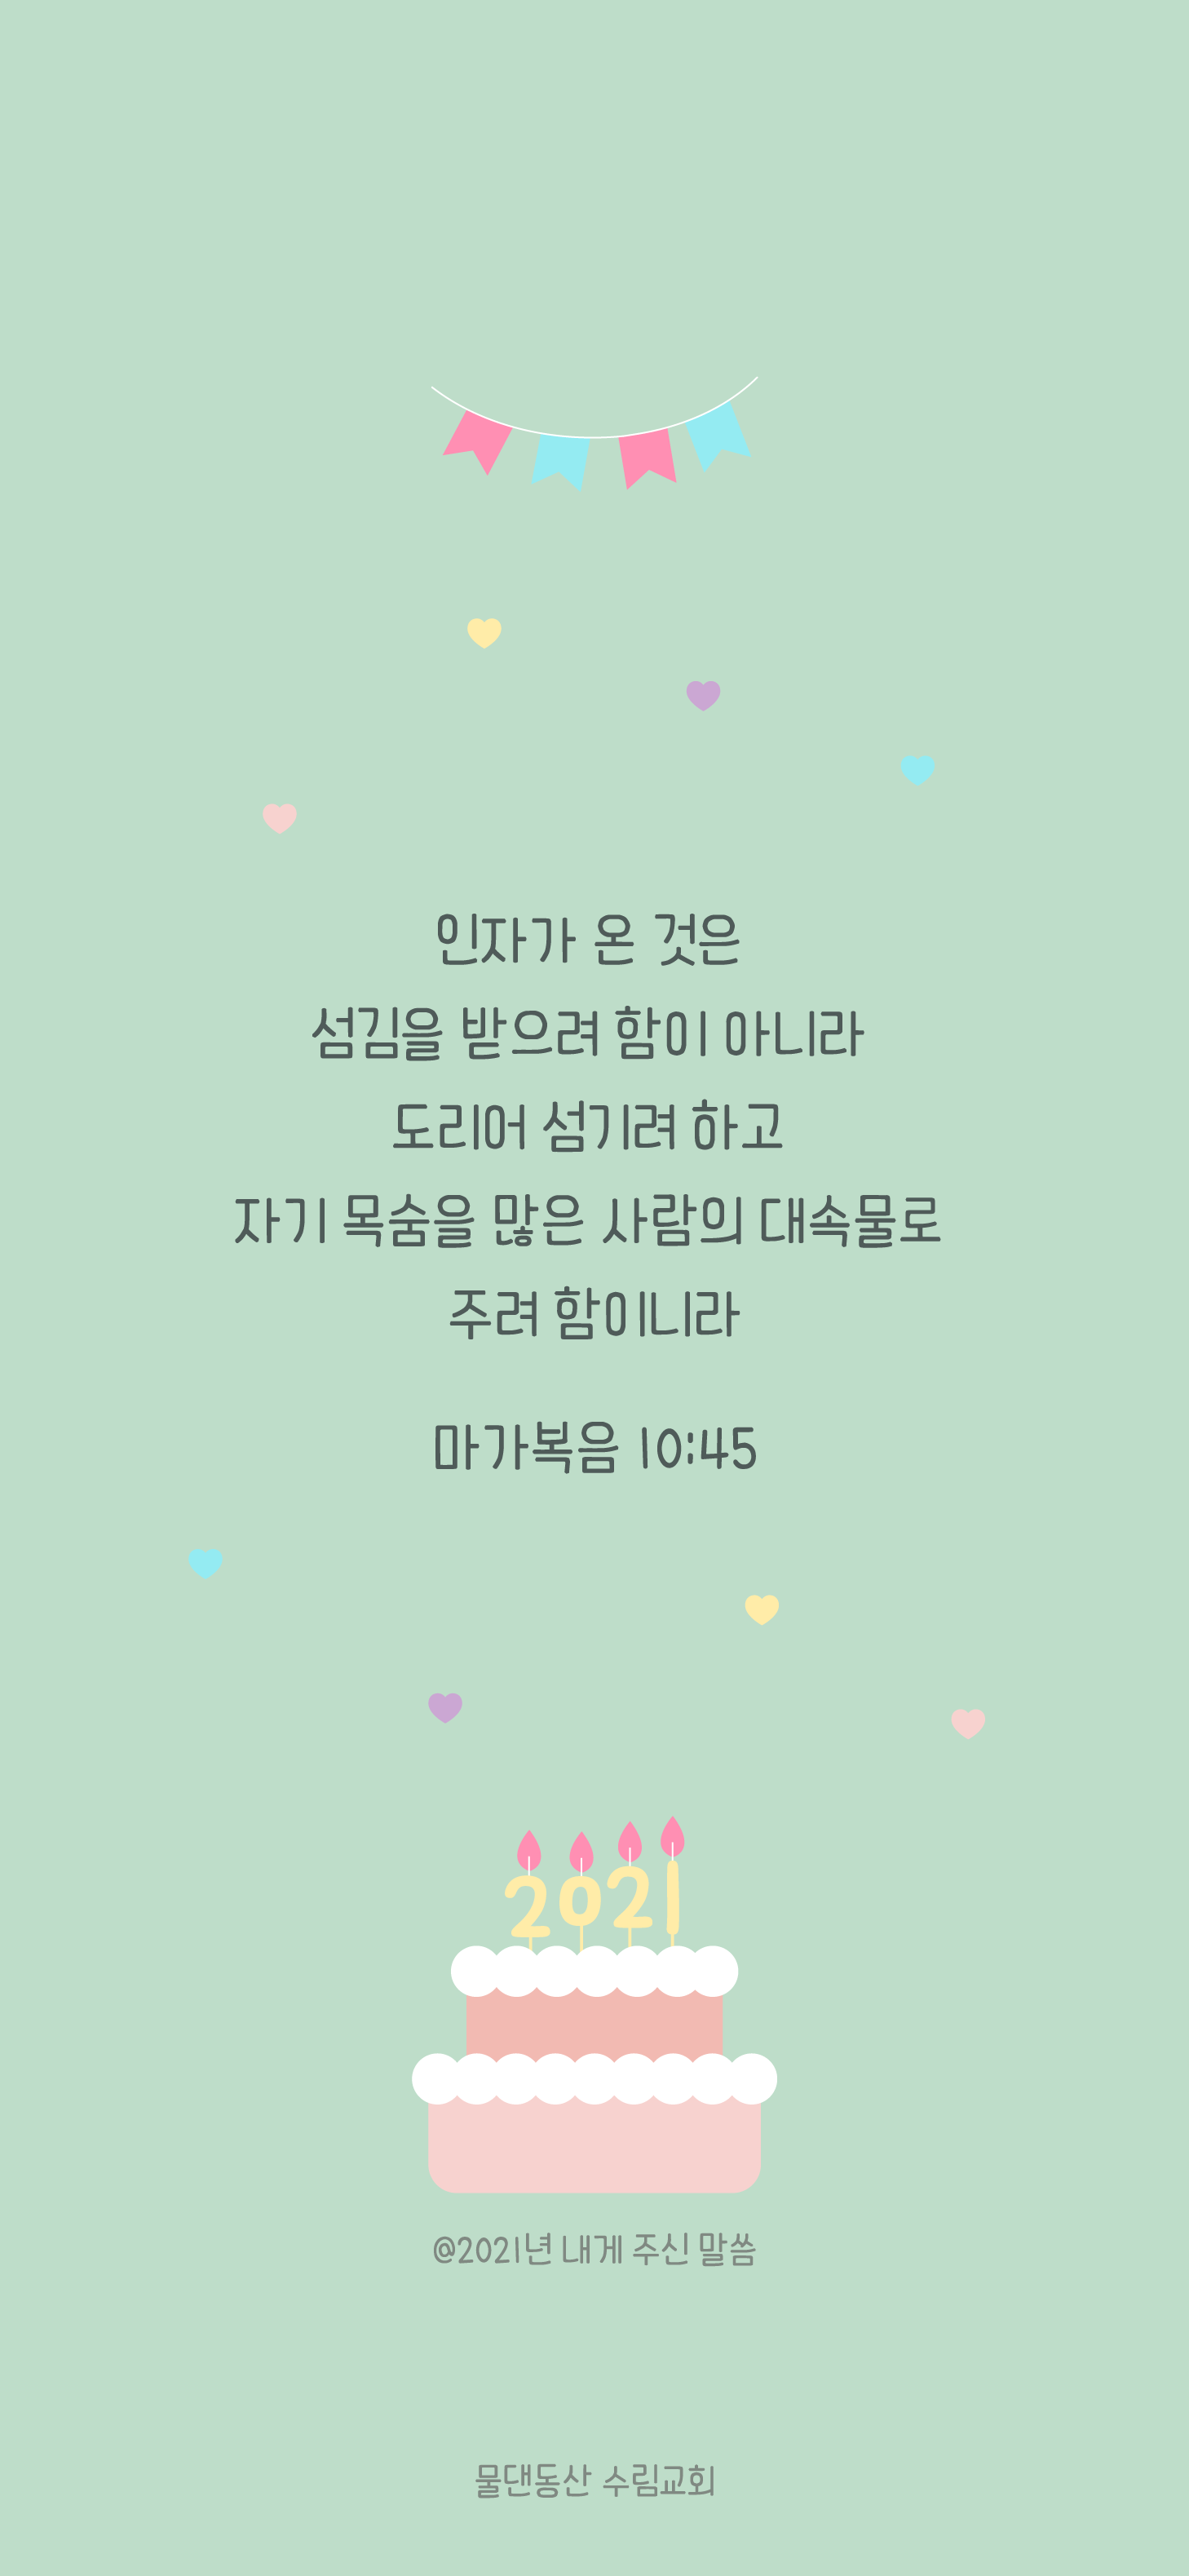 인자가 온 것은
섬김을 받으려 함이 아니라
도리어 섬기려 하고
자기 목숨을 많은 사람의 대속물로
주려 함이니라
마가복음 10:45
2021
@2021년 내게 주신 말씀
물댄동산 수림교회